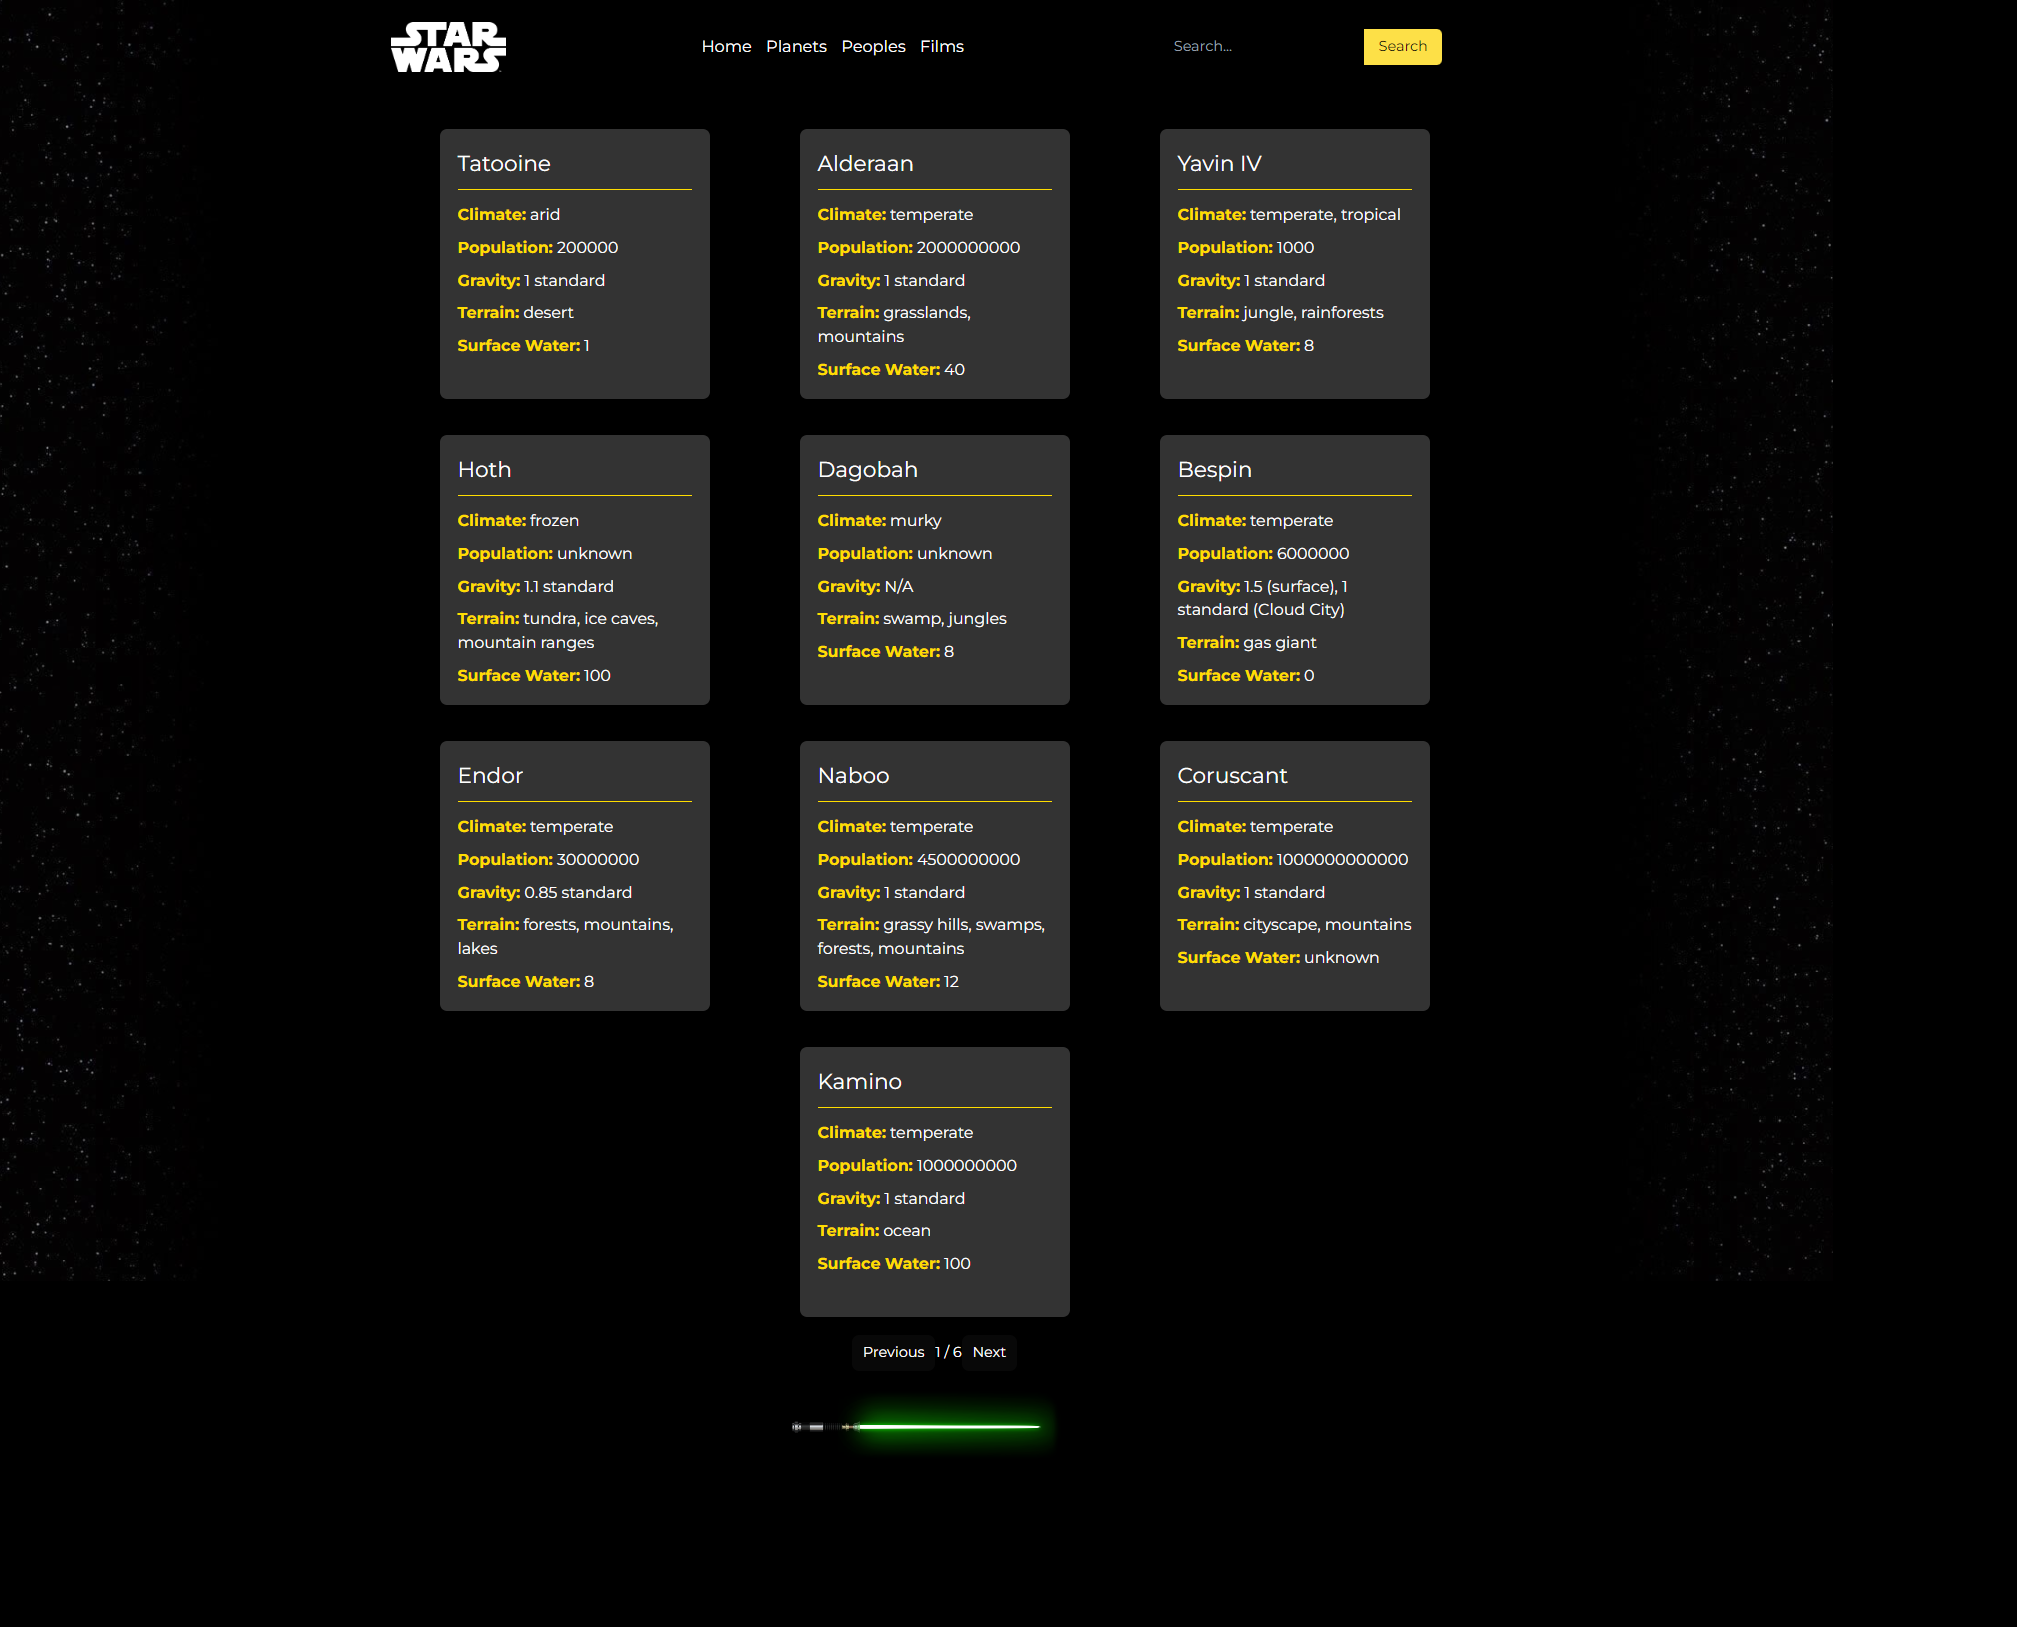 STAR
WARS
Home Planets Peoples Films
Search...
Search
Tatooine
Climate: arid
Population: 200000
Gravity: 1 standard
Terrain: desert
Surface Water: 1
Alderaan
Climate: temperate
Population: 2000000000
Gravity: 1 standard
Terrain: grasslands,
mountains
Surface Water: 40
Yavin IV
Climate: temperate, tropical
Population: 1000
Gravity: 1 standard
Terrain: jungle, rainforests
Surface Water: 8
Hoth
Climate: frozen
Population: unknown
Gravity: 1.1 standard
Terrain: tundra, ice caves,
mountain ranges
Surface Water: 100
Dagobah
Climate: murky
Population: unknown
Gravity: N/A
Terrain: swamp, jungles
Surface Water: 8
Bespin
Climate: temperate
Population: 6000000
Gravity: 1.5 (surface), 1
standard (Cloud City)
Terrain: gas giant
Surface Water: 0
Endor
Climate: temperate
Population: 30000000
Gravity: 0.85 standard
Terrain: forests, mountains,
lakes
Surface Water: 8
Naboo
Climate: temperate
Population: 4500000000
Gravity: 1 standard
Terrain: grassy hills, swamps,
forests, mountains
Surface Water: 12
Coruscant
Climate: temperate
Population: 1000000000000
Gravity: 1 standard
Terrain: cityscape, mountains
Surface Water: unknown
Kamino
Climate: temperate
Population: 1000000000
Gravity: 1 standard
Terrain: ocean
Surface Water: 100
Previous 1 / 6 Next